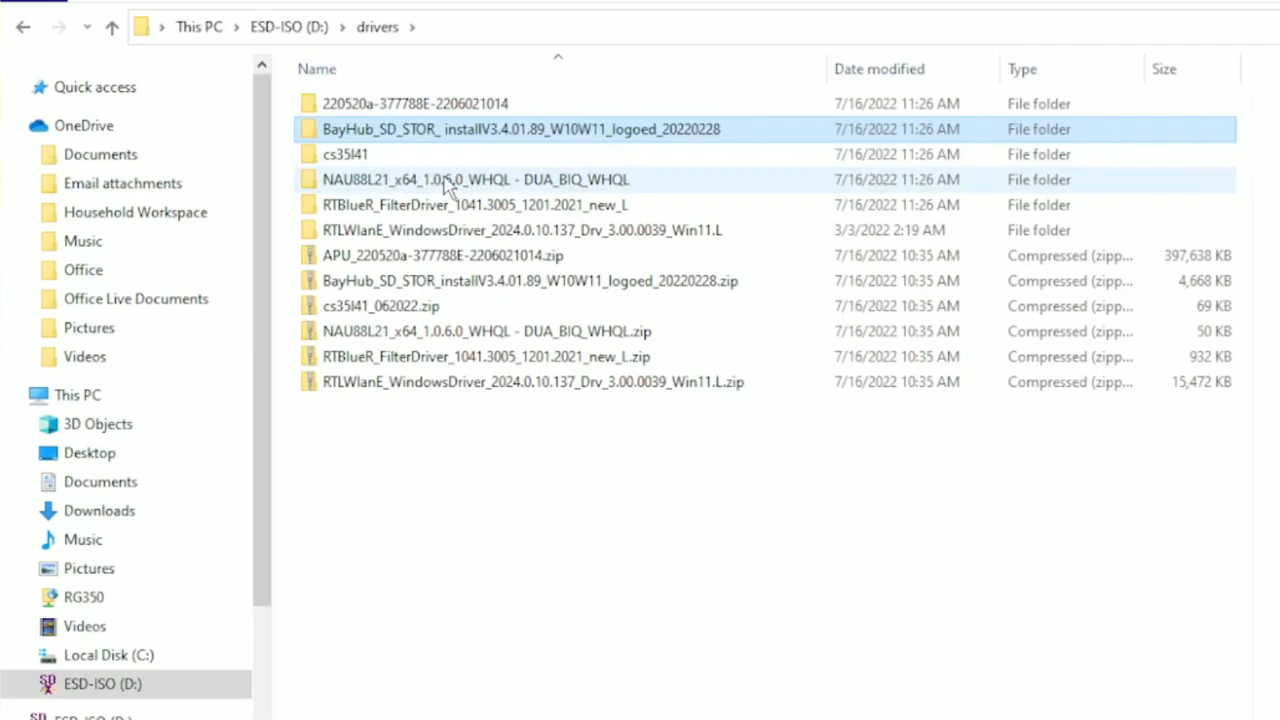 This PC > ESD-ISO (D:) > drivers >
Name Date modified Type Size
Quick access
OneDrive
Documents
Email attachments
Household Workspace
Music
Office
Office Live Documents
Pictures
Videos
This PC
3D Objects
Desktop
Documents
Downloads
Music
Pictures
RG350
Videos
Local Disk (C:)
ESD-ISO (D:)
ESD-ISO (D:)
220520a-377788E-2206021014 7/16/2022 11:26 AM File folder
BayHub_SD_STOR_ installV3.4.01.89_W10W11_logoed_20220228 7/16/2022 11:26 AM File folder
cs35l41 7/16/2022 11:26 AM File folder
NAU88L21_x64_1.0.6.0_WHQL - DUA_BIQ_WHQL 7/16/2022 11:26 AM File folder
RTBlueR_FilterDriver_1041.3005_1201.2021_new_L 7/16/2022 11:26 AM File folder
RTLWlanE_WindowsDriver_2024.0.10.137_Drv_3.00.0039_Win11.L 3/3/2022 2:19 AM File folder
APU_220520a-377788E-2206021014.zip 7/16/2022 10:35 AM Compressed (zipp... 397,638 KB
BayHub_SD_STOR_installV3.4.01.89_W10W11_logoed_20220228.zip 7/16/2022 10:35 AM Compressed (zipp... 4,668 KB
cs35l41_062022.zip 7/16/2022 10:35 AM Compressed (zipp... 69 KB
NAU88L21_x64_1.0.6.0_WHQL - DUA_BIQ_WHQL.zip 7/16/2022 10:35 AM Compressed (zipp... 50 KB
RTBlueR_FilterDriver_1041.3005_1201.2021_new_L.zip 7/16/2022 10:35 AM Compressed (zipp... 932 KB
RTLWlanE_WindowsDriver_2024.0.10.137_Drv_3.00.0039_Win11.L.zip 7/16/2022 10:35 AM Compressed (zipp... 15,472 KB